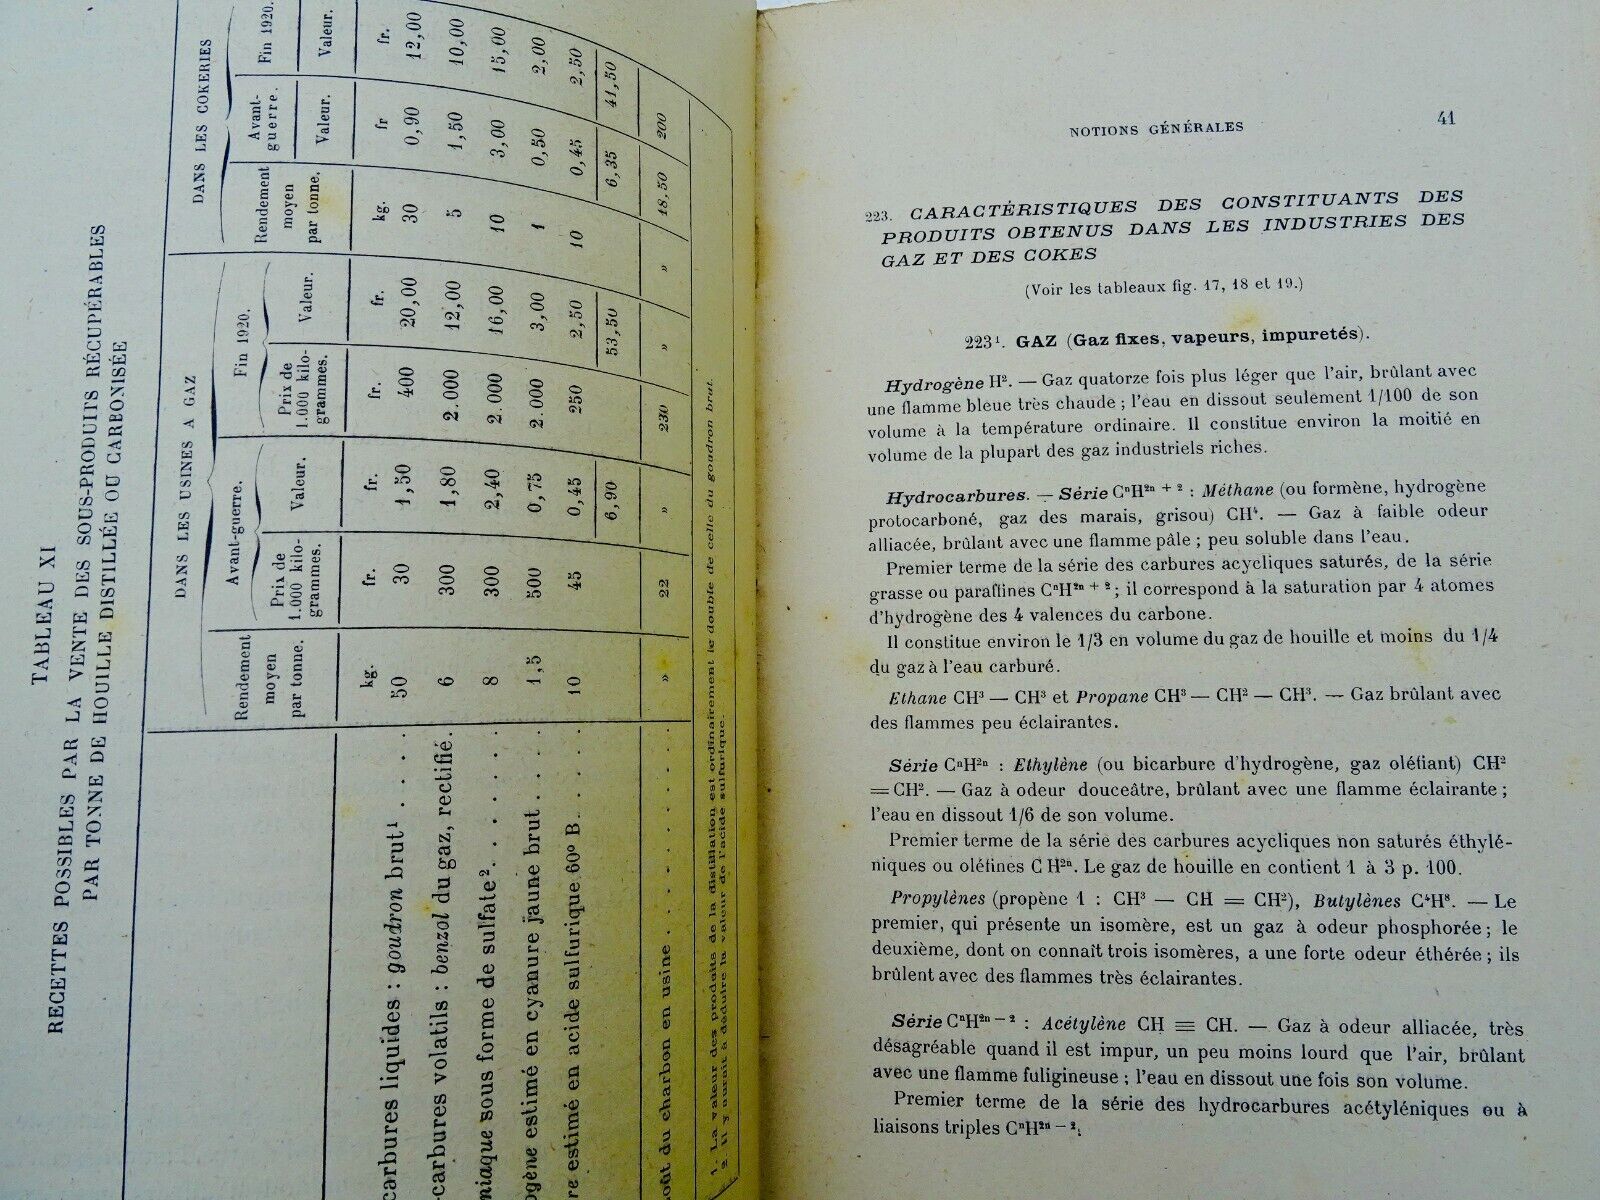 TABLEAU XI
RECETTES POSSIBLES PAR LA VENTE DES SOUS-PRODUITS RÉCUPÉRABLES
PAR TONNE DE HOUILLE DISTILLÉE OU CARBONISÉE
DANS LES USINES A GAZ DANS LES COKERIES
Rendement moyen par tonne. Avant-guerre. Fin 1920. Rendement moyen par tonne. Avant-guerre. Fin 1920.
Prix de 1.000 kilogrammes. Valeur. Prix de 1.000 kilogrammes. Valeur. Valeur. Valeur.
kg. fr. fr. fr. fr. kg. fr fr.
carbures liquides : goudron brut¹ . . . . 50 30 1,50 400 20,00 30 0,90 12,00
-carbures volatils : benzol du gaz, rectifié. 6 300 1,80 2.000 12,00 5 1,50 10,00
niaque sous forme de sulfate² . . . . . . 8 300 2,40 2.000 16,00 10 3,00 15,00
ogène estimé en cyanure jaune brut . . . . 1,5 500 0,75 2.000 3,00 1 0,50 2,00
re estimé en acide sulfurique 60º B. . . . . 10 45 0,45 250 2,50 10 0,45 2,50
6,90 53,50 6,35 41,50
oût du charbon en usine . . . . . . . . » 22 » 230 » » 18,50 200
1. La valeur des produits de la distillation est ordinairement le double de celle du goudron brut.
2. Il y aurait à déduire la valeur de l'acide sulfurique.
NOTIONS GÉNÉRALES 41
223. CARACTÉRISTIQUES DES CONSTITUANTS DES
PRODUITS OBTENUS DANS LES INDUSTRIES DES
GAZ ET DES COKES
(Voir les tableaux fig. 17, 18 et 19.)
223¹. GAZ (Gaz fixes, vapeurs, impuretés).
Hydrogène H². — Gaz quatorze fois plus léger que l'air, brûlant avec
une flamme bleue très chaude ; l'eau en dissout seulement 1/100 de son
volume à la température ordinaire. Il constitue environ la moitié en
volume de la plupart des gaz industriels riches.
Hydrocarbures. — Série CⁿH²ⁿ ⁺ ² : Méthane (ou formène, hydrogène
protocarboné, gaz des marais, grisou) CH⁴. — Gaz à faible odeur
alliacée, brûlant avec une flamme pâle ; peu soluble dans l'eau.
Premier terme de la série des carbures acycliques saturés, de la série
grasse ou paraffines CⁿH²ⁿ ⁺ ² ; il correspond à la saturation par 4 atomes
d'hydrogène des 4 valences du carbone.
Il constitue environ le 1/3 en volume du gaz de houille et moins du 1/4
du gaz à l'eau carburé.
Ethane CH³ — CH³ et Propane CH³ — CH² — CH³. — Gaz brûlant avec
des flammes peu éclairantes.
Série CⁿH²ⁿ : Ethylène (ou bicarbure d'hydrogène, gaz oléfiant) CH²
= CH². — Gaz à odeur douceâtre, brûlant avec une flamme éclairante ;
l'eau en dissout 1/6 de son volume.
Premier terme de la série des carbures acycliques non saturés éthylé-
niques ou oléfines C H²ⁿ. Le gaz de houille en contient 1 à 3 p. 100.
Propylènes (propène 1 : CH³ — CH = CH²), Butylènes C⁴H⁸. — Le
premier, qui présente un isomère, est un gaz à odeur phosphorée ; le
deuxième, dont on connaît trois isomères, a une forte odeur éthérée ; ils
brûlent avec des flammes très éclairantes.
Série CⁿH²ⁿ ⁻ ² : Acétylène CH ≡ CH. — Gaz à odeur alliacée, très
désagréable quand il est impur, un peu moins lourd que l'air, brûlant
avec une flamme fuligineuse ; l'eau en dissout une fois son volume.
Premier terme de la série des hydrocarbures acétyléniques ou à
liaisons triples CⁿH²ⁿ ⁻ ².